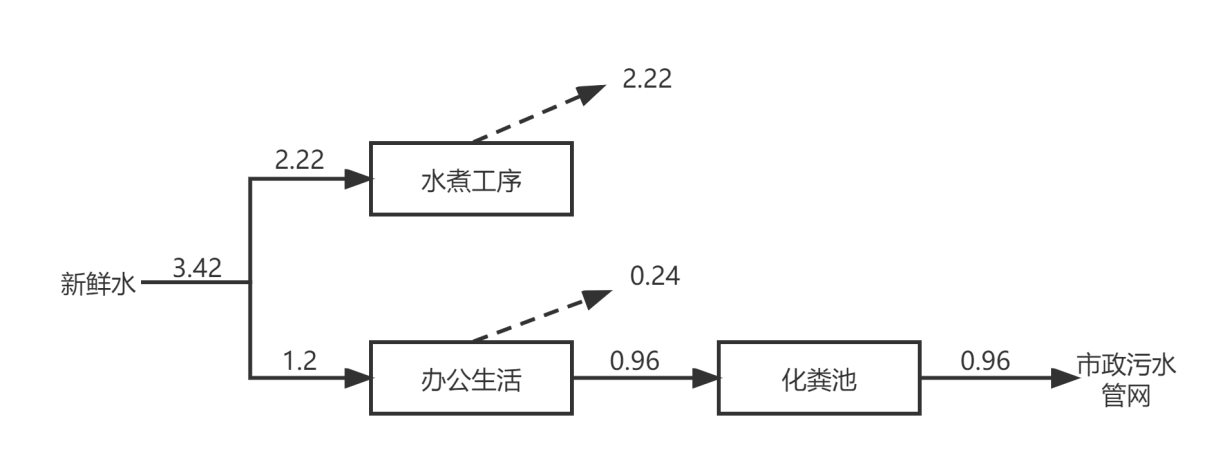 2.22
2.22
水煮工序
新鲜水
3.42
0.24
1.2
办公生活
0.96
化粪池
0.96
市政污水
管网